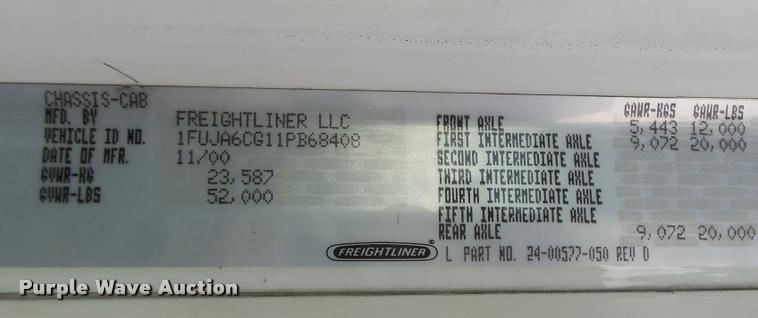 CHASSIS-CAB
MFD. BY FREIGHTLINER LLC
VEHICLE ID NO. 1FUJA6CG11PB68408
DATE OF MFR. 11/00
GVWR-KG 23,587
GVWR-LBS 52,000
GAWR-KGS GAWR-LBS
FRONT AXLE 5,443 12,000
FIRST INTERMEDIATE AXLE 9,072 20,000
SECOND INTERMEDIATE AXLE
THIRD INTERMEDIATE AXLE
FOURTH INTERMEDIATE AXLE
FIFTH INTERMEDIATE AXLE
REAR AXLE 9,072 20,000
FREIGHTLINER® L PART NO. 24-00577-050 REV D
Purple Wave Auction